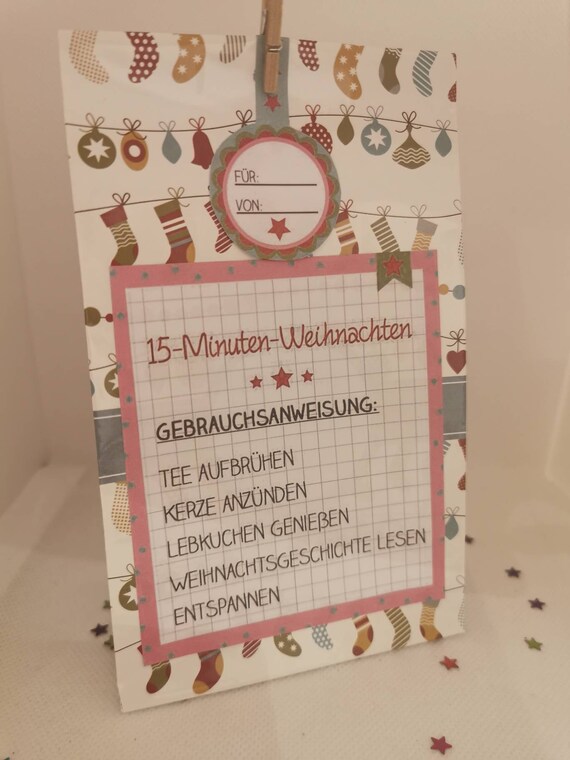 FÜR:
VON:
15-Minuten-Weihnachten
GEBRAUCHSANWEISUNG:
TEE AUFBRÜHEN
KERZE ANZÜNDEN
LEBKUCHEN GENIEßEN
WEIHNACHTSGESCHICHTE LESEN
ENTSPANNEN